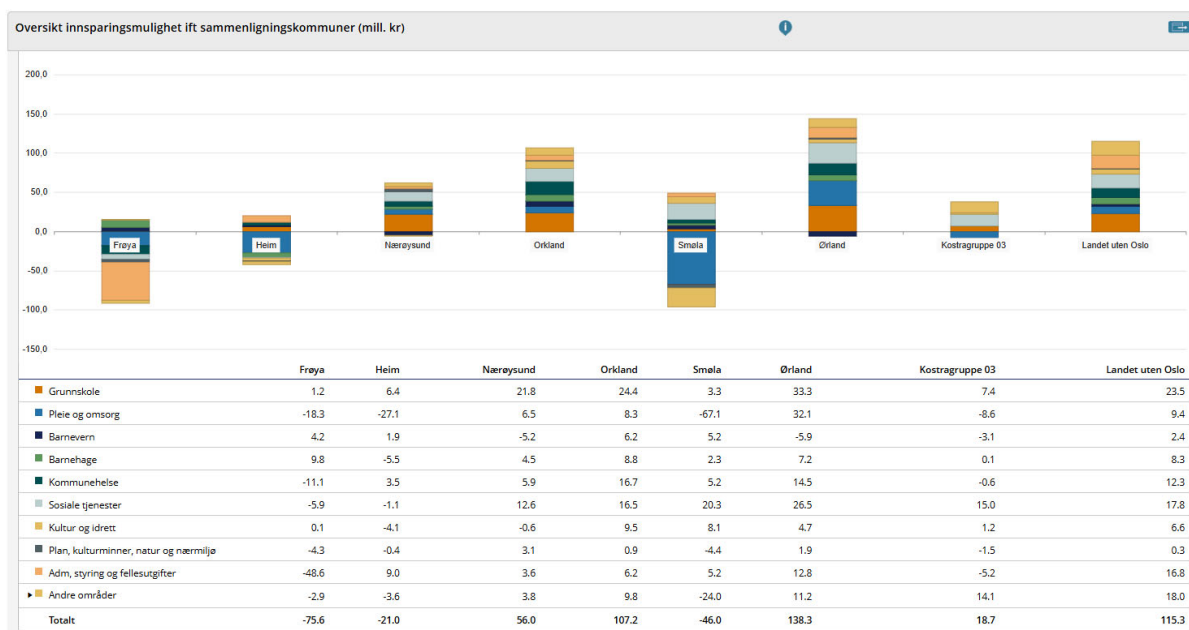 Oversikt innsparingsmulighet ift sammenligningskommuner (mill. kr)
i
200,0
150,0
100,0
50,0
0,0
Frøya Heim Nærøysund Orkland Smøla Ørland Kostragruppe 03 Landet uten Oslo
-50,0
-100,0
-150,0
Frøya Heim Nærøysund Orkland Smøla Ørland Kostragruppe 03 Landet uten Oslo
Grunnskole 1.2 6.4 21.8 24.4 3.3 33.3 7.4 23.5
Pleie og omsorg -18.3 -27.1 6.5 8.3 -67.1 32.1 -8.6 9.4
Barnevern 4.2 1.9 -5.2 6.2 5.2 -5.9 -3.1 2.4
Barnehage 9.8 -5.5 4.5 8.8 2.3 7.2 0.1 8.3
Kommunehelse -11.1 3.5 5.9 16.7 5.2 14.5 -0.6 12.3
Sosiale tjenester -5.9 -1.1 12.6 16.5 20.3 26.5 15.0 17.8
Kultur og idrett 0.1 -4.1 -0.6 9.5 8.1 4.7 1.2 6.6
Plan, kulturminner, natur og nærmiljø -4.3 -0.4 3.1 0.9 -4.4 1.9 -1.5 0.3
Adm, styring og fellesutgifter -48.6 9.0 3.6 6.2 5.2 12.8 -5.2 16.8
Andre områder -2.9 -3.6 3.8 9.8 -24.0 11.2 14.1 18.0
Totalt -75.6 -21.0 56.0 107.2 -46.0 138.3 18.7 115.3